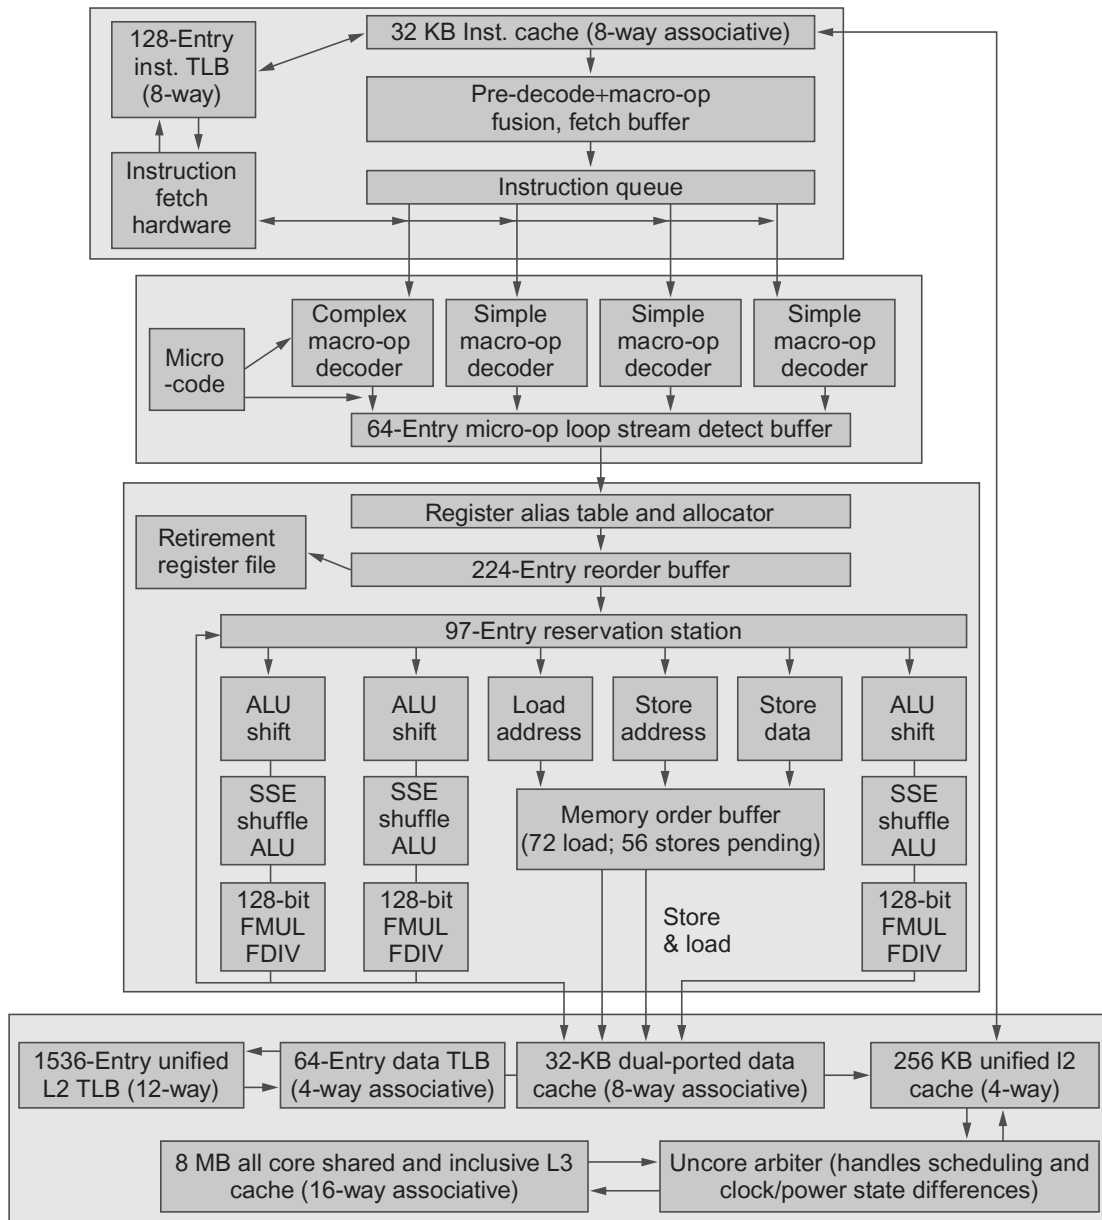 128-Entry
inst. TLB
(8-way)
32 KB Inst. cache (8-way associative)
Pre-decode+macro-op
fusion, fetch buffer
Instruction
fetch
hardware
Instruction queue
Micro
-code
Complex
macro-op
decoder
Simple
macro-op
decoder
Simple
macro-op
decoder
Simple
macro-op
decoder
64-Entry micro-op loop stream detect buffer
Register alias table and allocator
Retirement
register file
224-Entry reorder buffer
97-Entry reservation station
ALU
shift
ALU
shift
Load
address
Store
address
Store
data
ALU
shift
SSE
shuffle
ALU
SSE
shuffle
ALU
Memory order buffer
(72 load; 56 stores pending)
SSE
shuffle
ALU
128-bit
FMUL
FDIV
128-bit
FMUL
FDIV
Store
& load
128-bit
FMUL
FDIV
1536-Entry unified
L2 TLB (12-way)
64-Entry data TLB
(4-way associative)
32-KB dual-ported data
cache (8-way associative)
256 KB unified l2
cache (4-way)
8 MB all core shared and inclusive L3
cache (16-way associative)
Uncore arbiter (handles scheduling and
clock/power state differences)